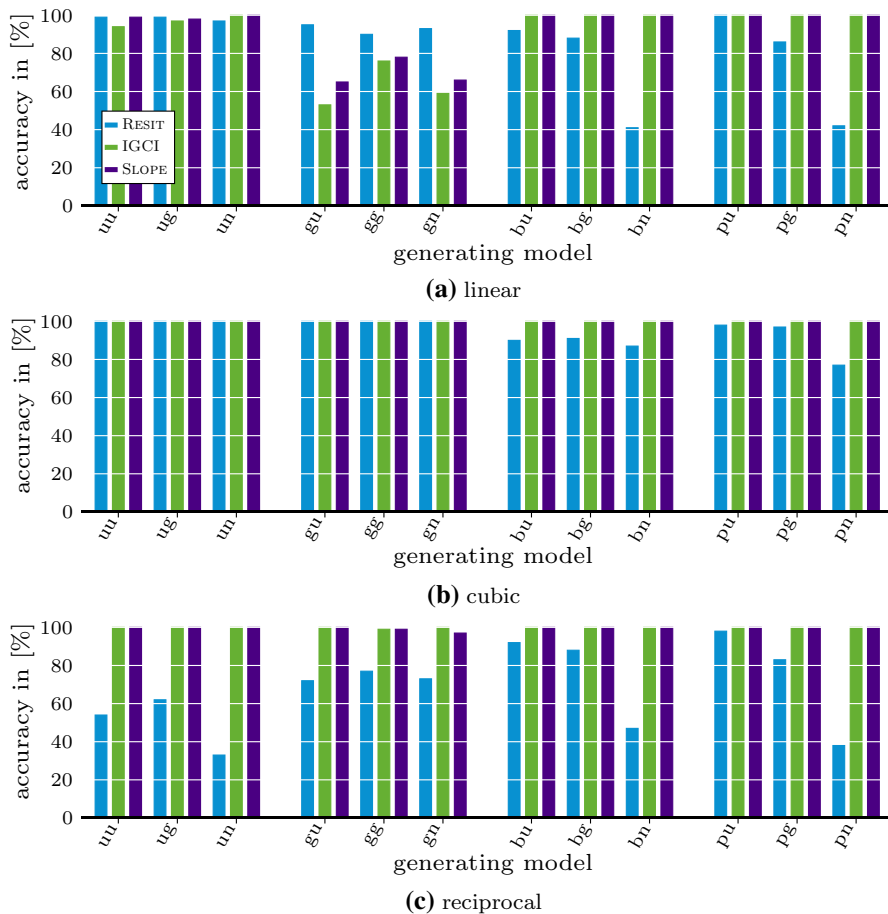 100
80
60
40
20
0
accuracy in [%]
RESIT
IGCI
SLOPE
uu ug un gu gg gn bu bg bn pu pg pn
generating model
(a) linear
100
80
60
40
20
0
accuracy in [%]
uu ug un gu gg gn bu bg bn pu pg pn
generating model
(b) cubic
100
80
60
40
20
0
accuracy in [%]
uu ug un gu gg gn bu bg bn pu pg pn
generating model
(c) reciprocal